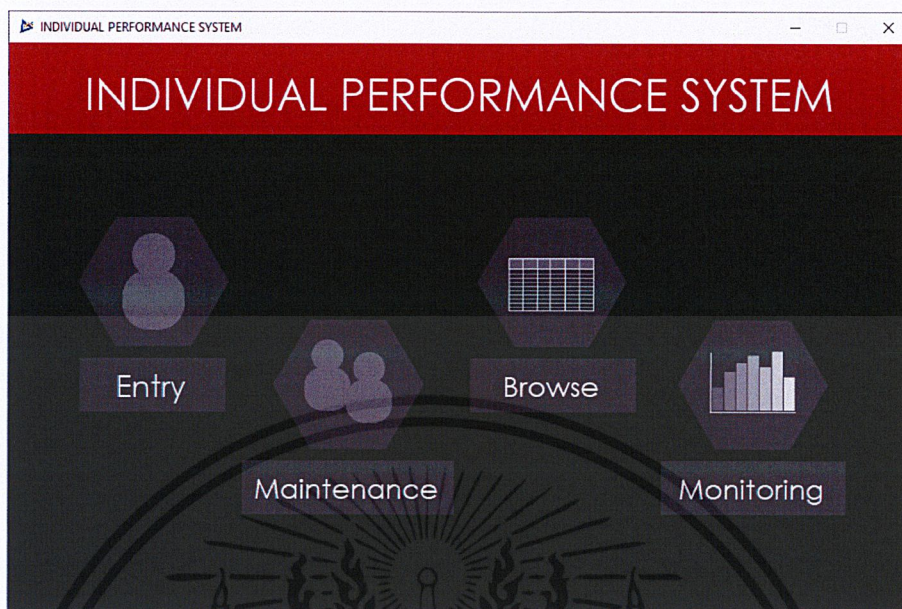 INDIVIDUAL PERFORMANCE SYSTEM
INDIVIDUAL PERFORMANCE SYSTEM
Entry
Browse
Maintenance
Monitoring